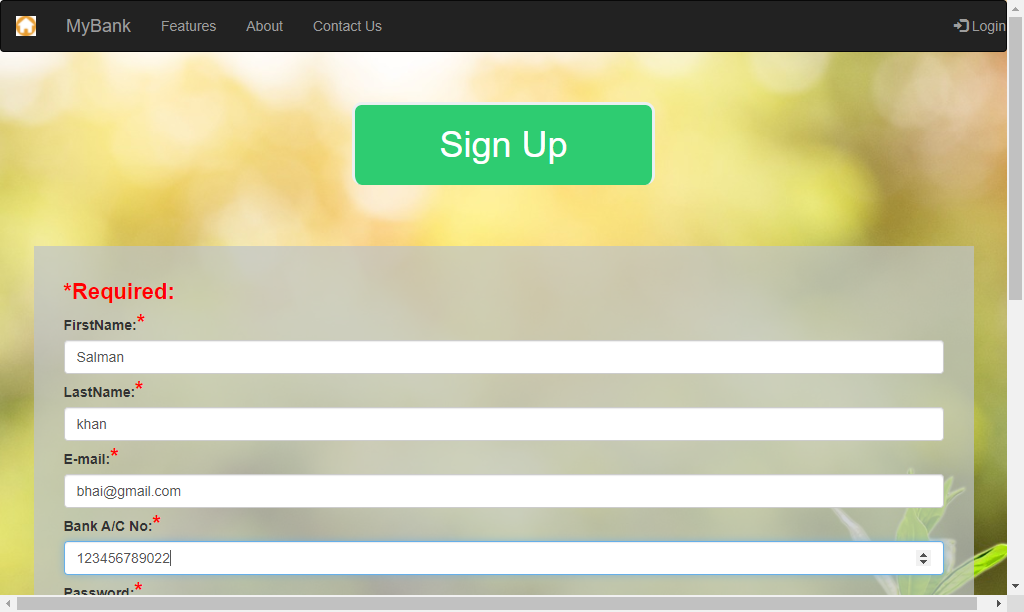 MyBank Features About Contact Us Login
Sign Up
*Required:
FirstName:*
Salman
LastName:*
khan
E-mail:*
bhai@gmail.com
Bank A/C No:*
123456789022
Password:*